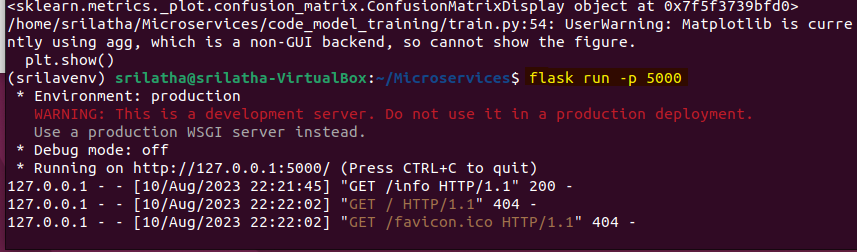 <sklearn.metrics._plot.confusion_matrix.ConfusionMatrixDisplay object at 0x7f5f3739bfd0>
/home/srilatha/Microservices/code_model_training/train.py:54: UserWarning: Matplotlib is curre
ntly using agg, which is a non-GUI backend, so cannot show the figure.
  plt.show()
(srilavenv) srilatha@srilatha-VirtualBox:~/Microservices$ flask run -p 5000
 * Environment: production
   WARNING: This is a development server. Do not use it in a production deployment.
   Use a production WSGI server instead.
 * Debug mode: off
 * Running on http://127.0.0.1:5000/ (Press CTRL+C to quit)
127.0.0.1 - - [10/Aug/2023 22:21:45] "GET /info HTTP/1.1" 200 -
127.0.0.1 - - [10/Aug/2023 22:22:02] "GET / HTTP/1.1" 404 -
127.0.0.1 - - [10/Aug/2023 22:22:02] "GET /favicon.ico HTTP/1.1" 404 -